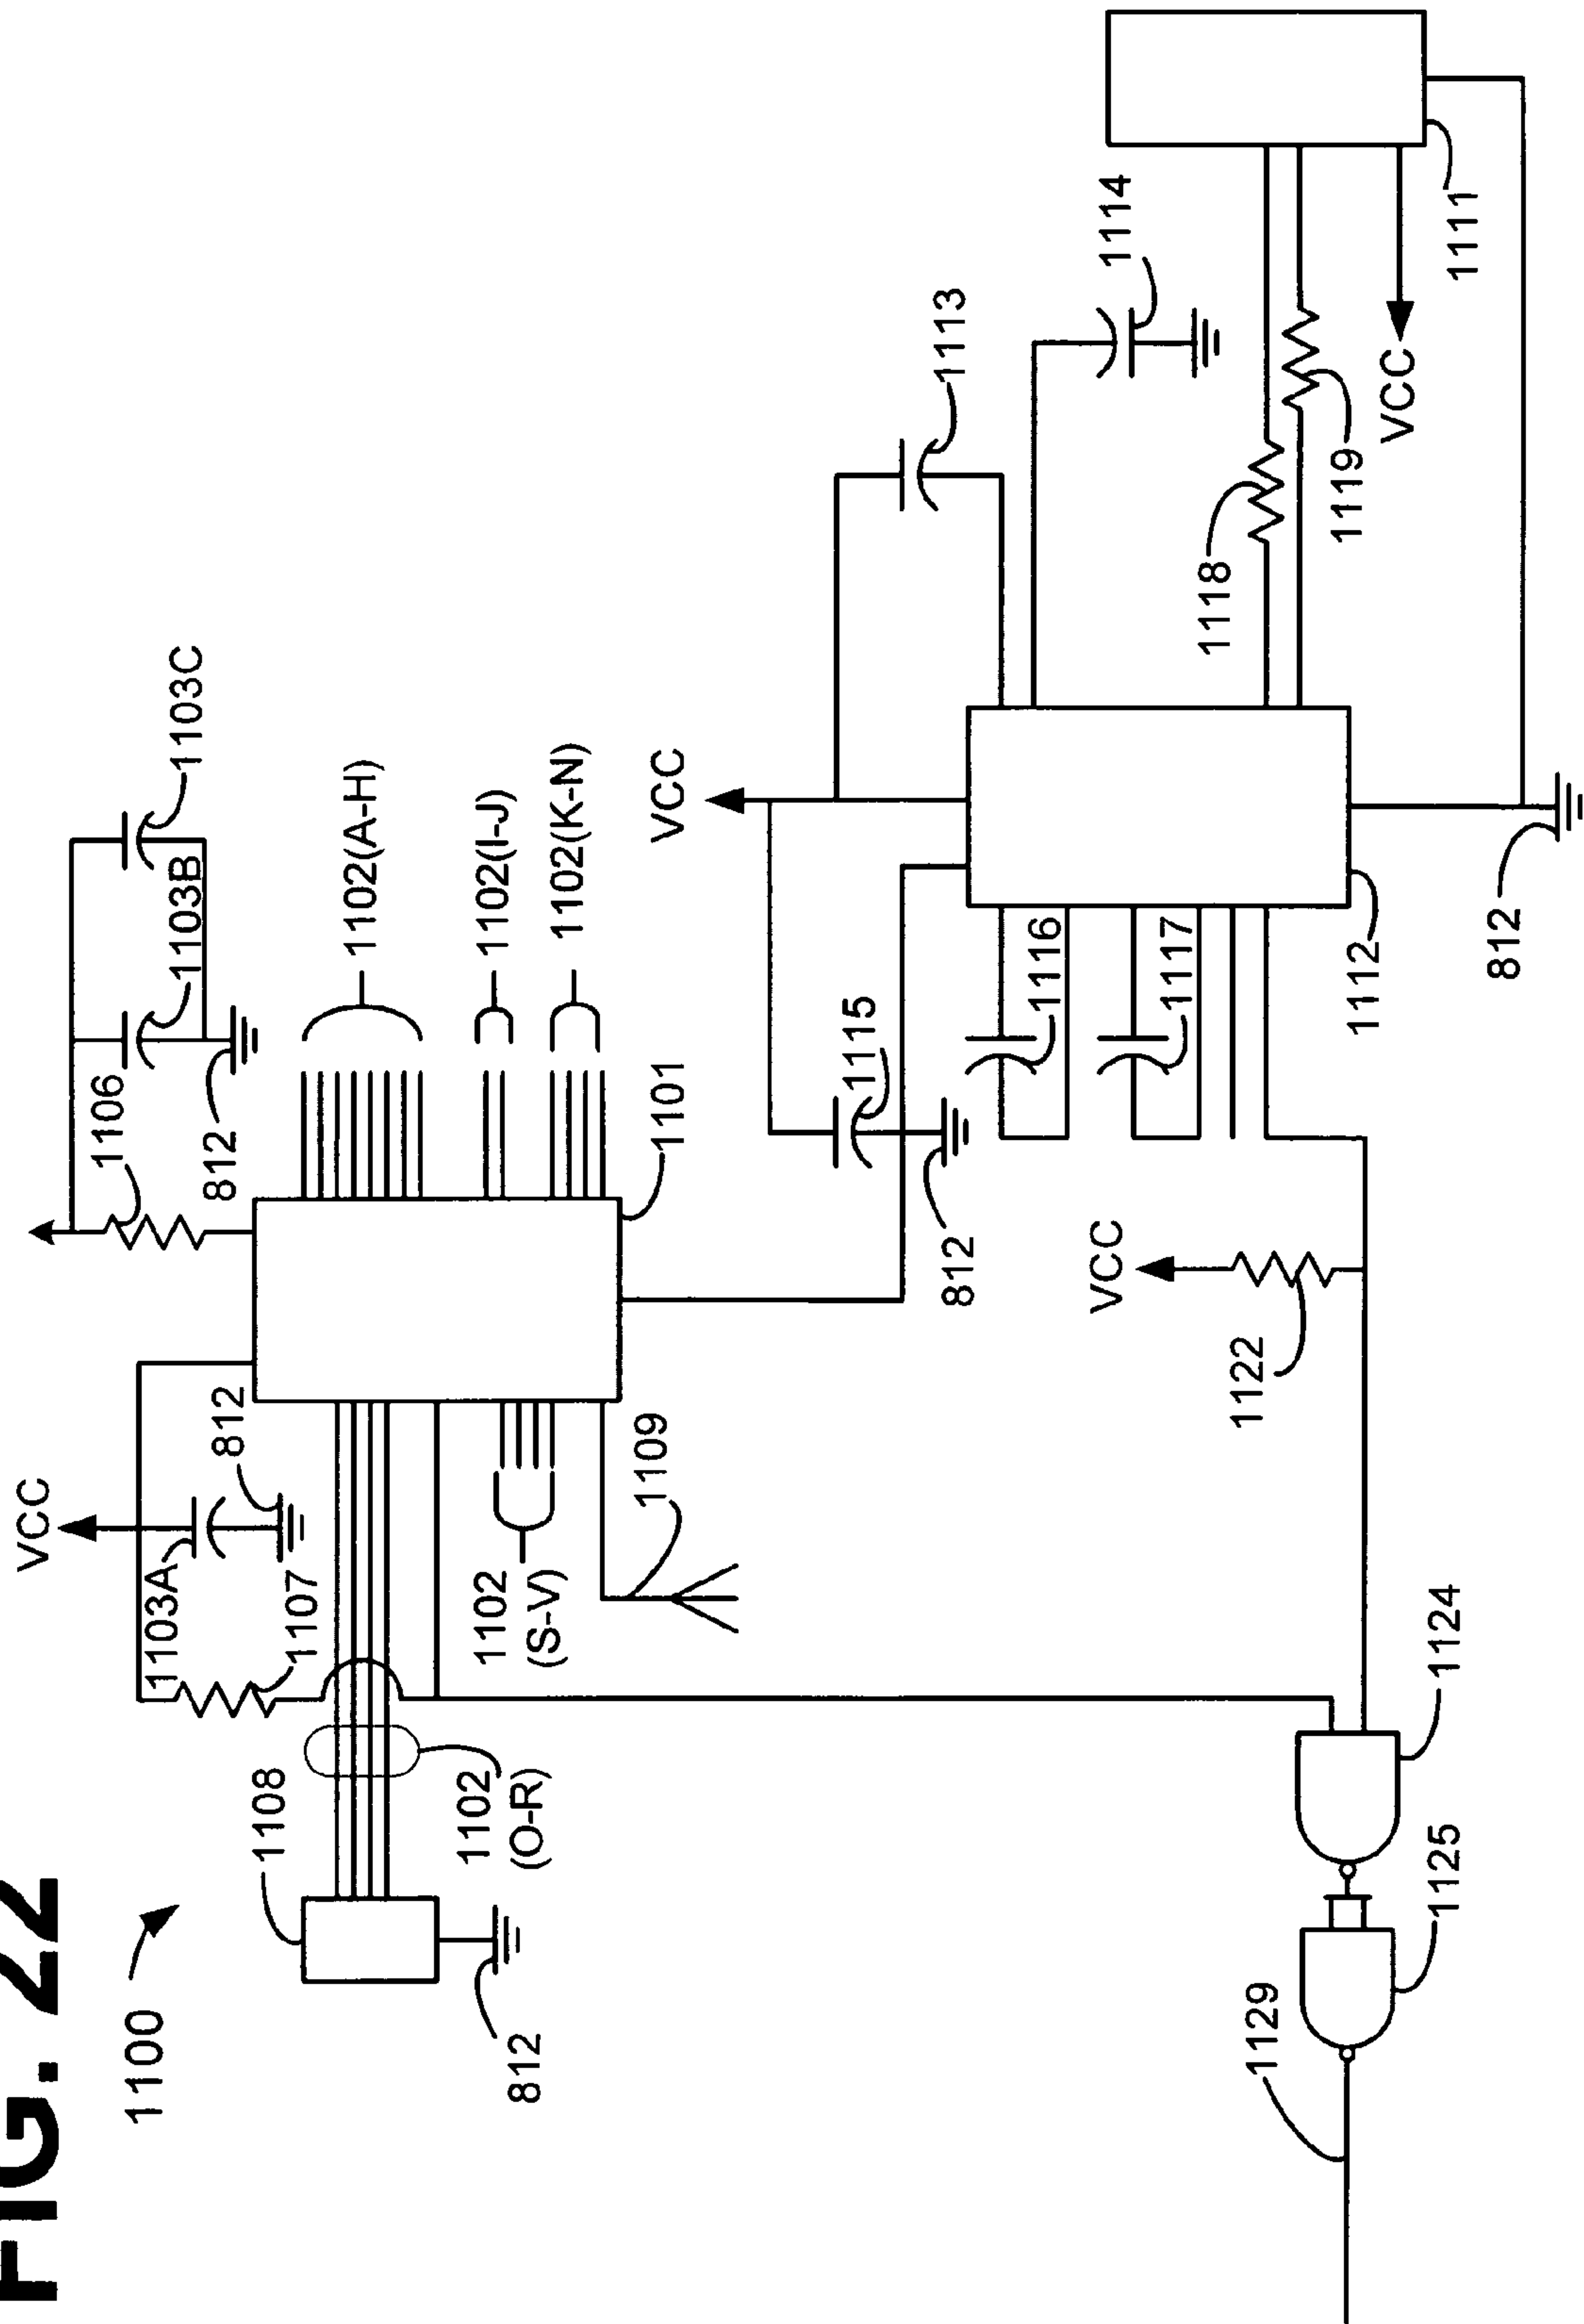 FIG. 22
1100
VCC
1103A
812
1107
1108
1102
(O-R)
812
1102
(S-V)
1109
1106
812
1103B
1103C
1102(A-H)
1102(I-J)
1102(K-N)
1101
VCC
1115
812
1116
1117
1112
812
1113
1114
1118
1119
VCC
1111
VCC
1122
1124
1125
1129